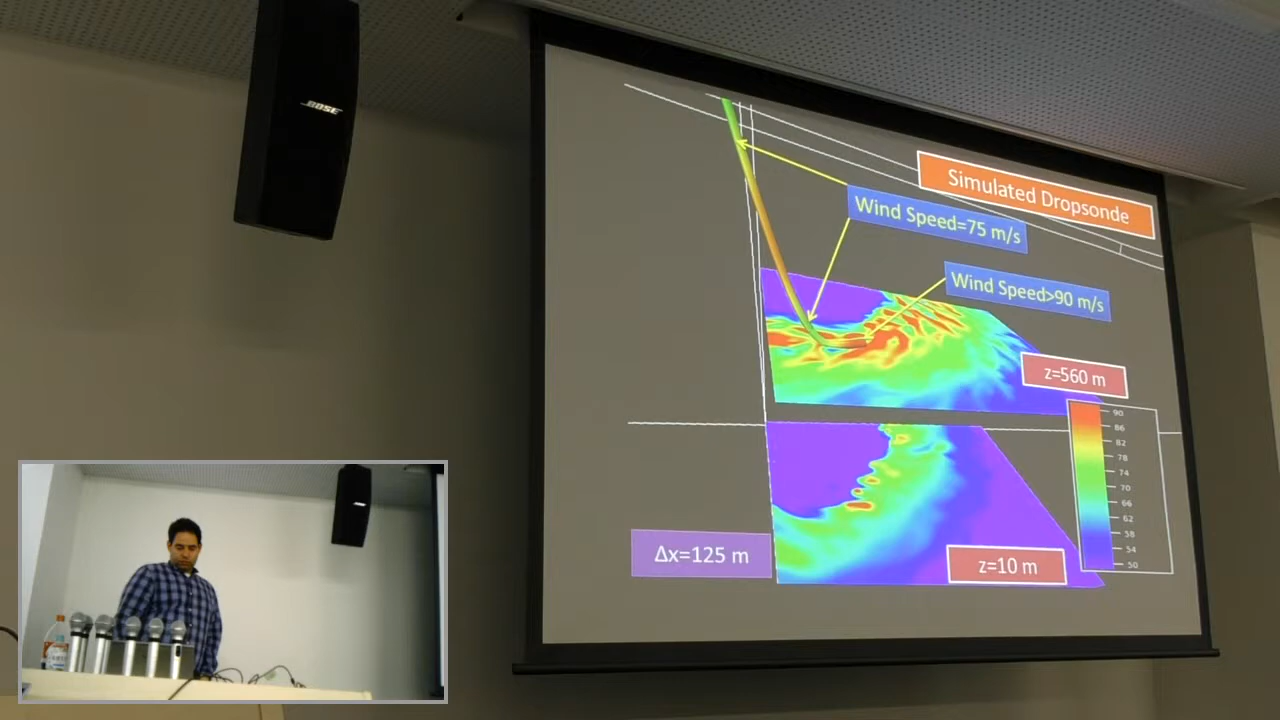 BOSE
Simulated Dropsonde
Wind Speed=75 m/s
Wind Speed>90 m/s
z=560 m
90
86
82
78
74
70
66
62
58
54
50
Δx=125 m
z=10 m